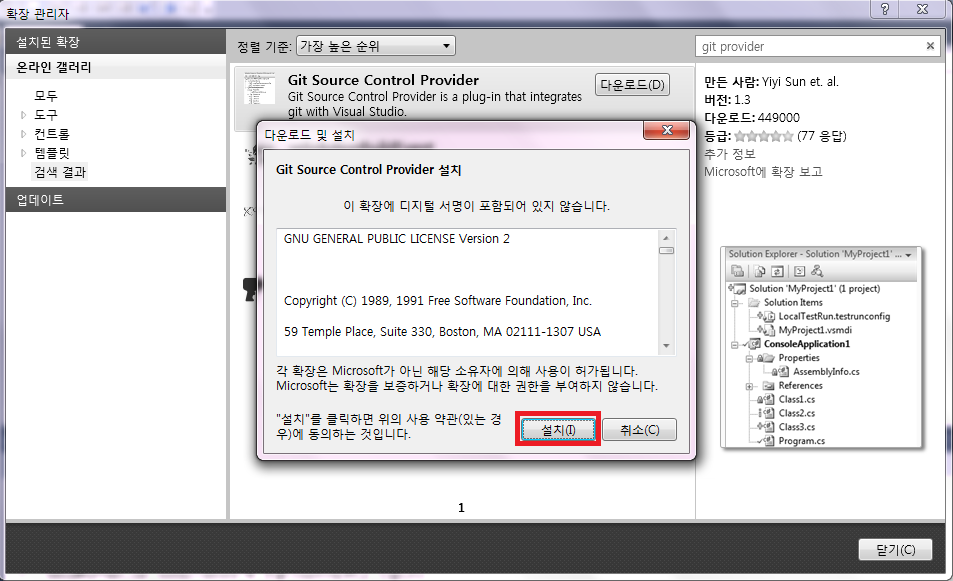 확장 관리자
설치된 확장
온라인 갤러리
모두
도구
컨트롤
템플릿
검색 결과
업데이트
정렬 기준: 가장 높은 순위
Git Source Control Provider
Git Source Control Provider is a plug-in that integrates
git with Visual Studio.
다운로드(D)
git provider
만든 사람: Yiyi Sun et. al.
버전: 1.3
다운로드: 449000
등급: (77 응답)
추가 정보
Microsoft에 확장 보고
다운로드 및 설치
Git Source Control Provider 설치
이 확장에 디지털 서명이 포함되어 있지 않습니다.
GNU GENERAL PUBLIC LICENSE Version 2
Copyright (C) 1989, 1991 Free Software Foundation, Inc.
59 Temple Place, Suite 330, Boston, MA 02111-1307 USA
각 확장은 Microsoft가 아닌 해당 소유자에 의해 사용이 허가됩니다.
Microsoft는 확장을 보증하거나 확장에 대한 권한을 부여하지 않습니다.
"설치"를 클릭하면 위의 사용 약관(있는 경
우)에 동의하는 것입니다.
설치(I)
취소(C)
Solution Explorer - Solution 'MyProject1' ...
Solution 'MyProject1' (1 project)
Solution Items
LocalTestRun.testrunconfig
MyProject1.vsmdi
ConsoleApplication1
Properties
AssemblyInfo.cs
References
Class1.cs
Class2.cs
Class3.cs
Program.cs
1
닫기(C)